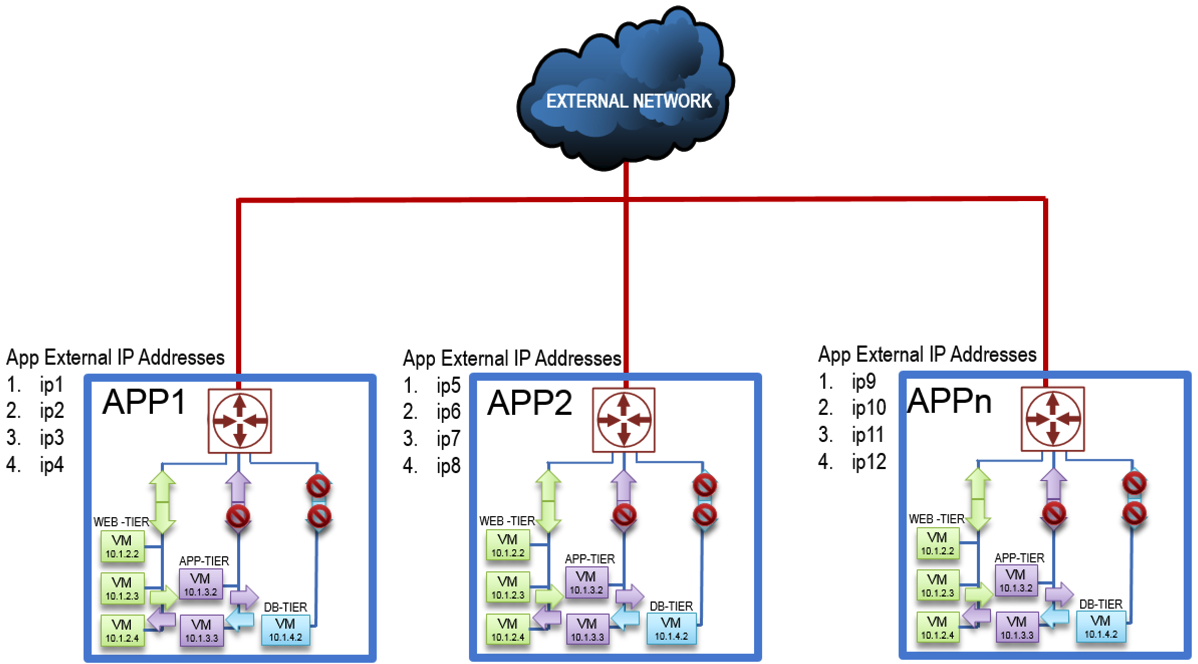 EXTERNAL NETWORK
App External IP Addresses
1. ip1
2. ip2
3. ip3
4. ip4
APP1
WEB -TIER
VM
10.1.2.2
VM
10.1.2.3
VM
10.1.2.4
APP-TIER
VM
10.1.3.2
VM
10.1.3.3
DB-TIER
VM
10.1.4.2
App External IP Addresses
1. ip5
2. ip6
3. ip7
4. ip8
APP2
WEB -TIER
VM
10.1.2.2
VM
10.1.2.3
VM
10.1.2.4
APP-TIER
VM
10.1.3.2
VM
10.1.3.3
DB-TIER
VM
10.1.4.2
App External IP Addresses
1. ip9
2. ip10
3. ip11
4. ip12
APPn
WEB -TIER
VM
10.1.2.2
VM
10.1.2.3
VM
10.1.2.4
APP-TIER
VM
10.1.3.2
VM
10.1.3.3
DB-TIER
VM
10.1.4.2